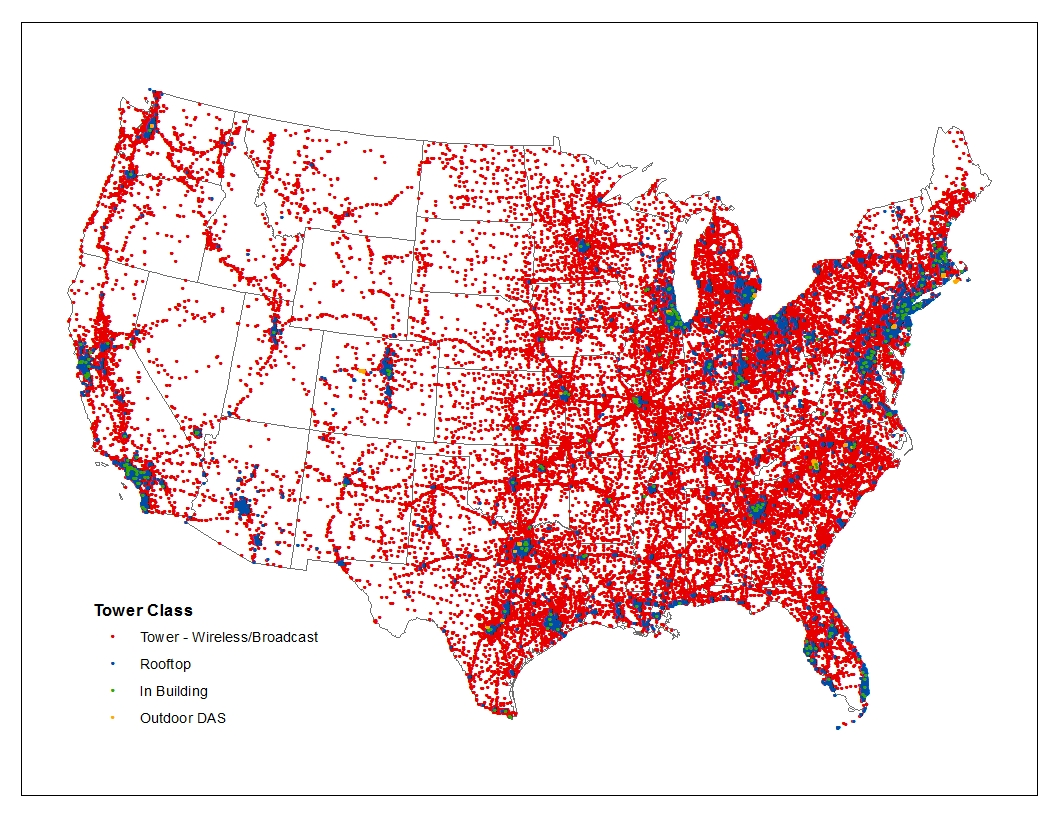 Tower Class
Tower - Wireless/Broadcast
Rooftop
In Building
Outdoor DAS